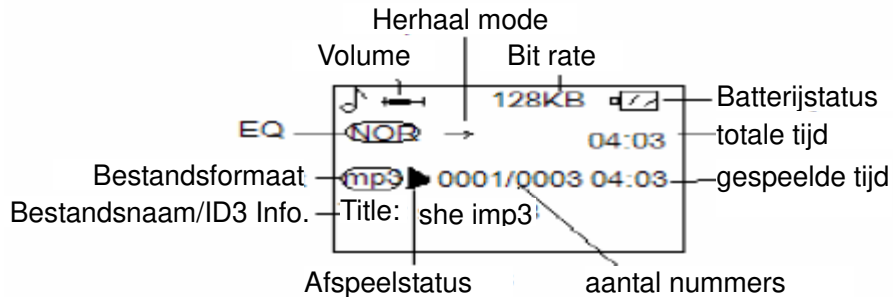 Herhaal mode
Volume Bit rate
128KB Batterijstatus
EQ NOR 04:03 totale tijd
Bestandsformaat mp3 0001/0003 04:03 gespeelde tijd
Bestandsnaam/ID3 Info. Title: she imp3
Afspeelstatus aantal nummers